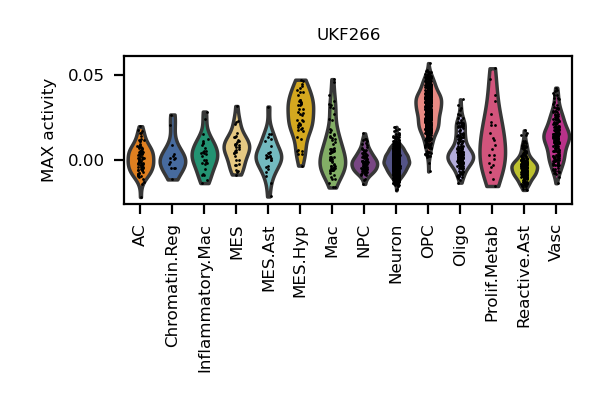 UKF266
MAX activity
0.05
0.00
AC
Chromatin.Reg
Inflammatory.Mac
MES
MES.Ast
MES.Hyp
Mac
NPC
Neuron
OPC
Oligo
Prolif.Metab
Reactive.Ast
Vasc